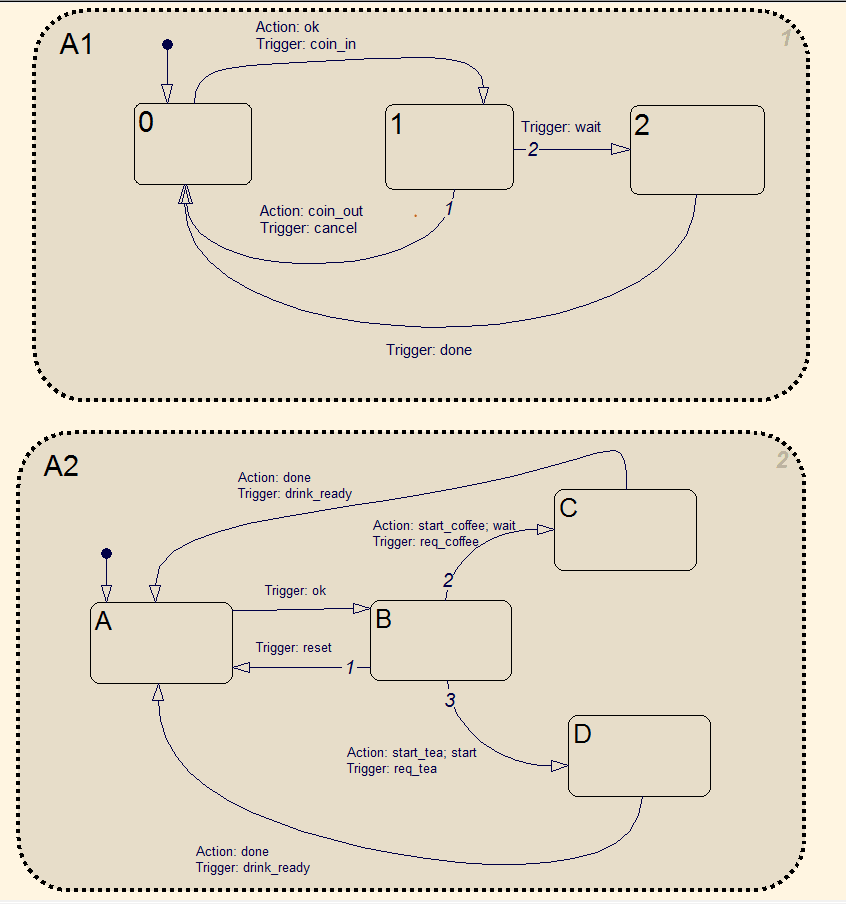 A1
1
Action: ok
Trigger: coin_in
0
1
Trigger: wait
2
2
Action: coin_out
Trigger: cancel
1
Trigger: done
A2
2
Action: done
Trigger: drink_ready
C
Action: start_coffee; wait
Trigger: req_coffee
2
Trigger: ok
A
B
Trigger: reset
1
3
D
Action: start_tea; start
Trigger: req_tea
Action: done
Trigger: drink_ready